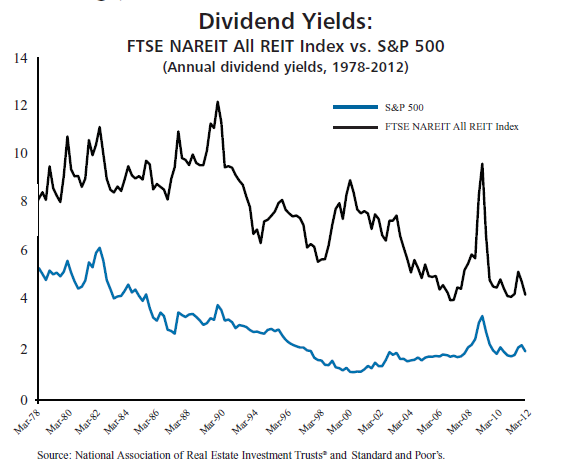 Dividend Yields:
FTSE NAREIT All REIT Index vs. S&P 500
(Annual dividend yields, 1978-2012)
14
12
10
8
6
4
2
0
S&P 500
FTSE NAREIT All REIT Index
Mar-78
Mar-80
Mar-82
Mar-84
Mar-86
Mar-88
Mar-90
Mar-94
Mar-96
Mar-98
Mar-00
Mar-02
Mar-04
Mar-06
Mar-08
Mar-10
Mar-12
Source: National Association of Real Estate Investment Trusts® and Standard and Poor's.